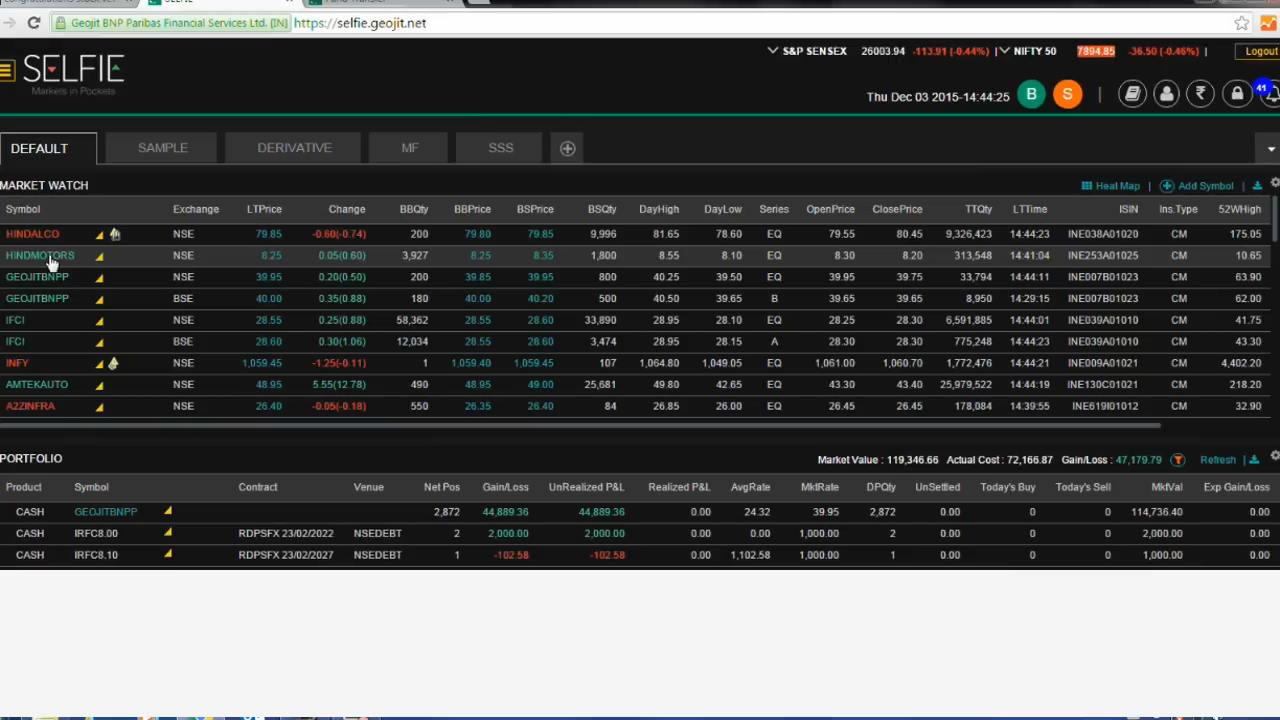 SELFIE
Geojit BNP Paribas Financial Services Ltd. [IN] https://selfie.geojit.net
S&P SENSEX 26003.94 -113.91 (-0.44%) | NIFTY 50 7894.85 -36.50 (-0.46%) | Logout
SELFIE
Markets in Pockets
Thu Dec 03 2015-14:44:25 B S | ₹ 41
DEFAULT SAMPLE DERIVATIVE MF SSS
MARKET WATCH Heat Map | Add Symbol |
Symbol Exchange LTPrice Change BBQty BBPrice BSPrice BSQty DayHigh DayLow Series OpenPrice ClosePrice TTQty LTTime ISIN Ins.Type 52WHigh
HINDALCO NSE 79.85 -0.60(-0.74) 200 79.80 79.85 9,996 81.65 78.60 EQ 79.55 80.45 9,326,423 14:44:23 INE038A01020 CM 175.05
HINDMOTORS NSE 8.25 0.05(0.60) 3,927 8.25 8.35 1,800 8.55 8.10 EQ 8.30 8.20 313,548 14:41:04 INE253A01025 CM 10.65
GEOJITBNPP NSE 39.95 0.20(0.50) 200 39.85 39.95 800 40.25 39.50 EQ 39.95 39.75 33,794 14:44:11 INE007B01023 CM 63.90
GEOJITBNPP BSE 40.00 0.35(0.88) 180 40.00 40.20 500 40.50 39.65 B 39.65 39.65 8,950 14:29:15 INE007B01023 CM 62.00
IFCI NSE 28.55 0.25(0.88) 58,362 28.55 28.60 33,890 28.95 28.10 EQ 28.25 28.30 6,591,885 14:44:01 INE039A01010 CM 41.75
IFCI BSE 28.60 0.30(1.06) 12,034 28.55 28.60 3,474 28.95 28.15 A 28.30 28.30 775,248 14:44:23 INE039A01010 CM 43.30
INFY NSE 1,059.45 -1.25(-0.11) 1 1,059.40 1,059.45 107 1,064.80 1,049.05 EQ 1,061.00 1,060.70 1,772,476 14:44:21 INE009A01021 CM 4,402.20
AMTEKAUTO NSE 48.95 5.55(12.78) 490 48.95 49.00 25,681 49.80 42.65 EQ 43.30 43.40 25,979,522 14:44:19 INE130C01021 CM 218.20
A2ZINFRA NSE 26.40 -0.05(-0.18) 550 26.35 26.40 84 26.85 26.00 EQ 26.45 26.45 178,084 14:39:55 INE619I01012 CM 32.90
PORTFOLIO Market Value : 119,346.66 Actual Cost : 72,166.87 Gain/Loss : 47,179.79 Refresh |
Product Symbol Contract Venue Net Pos Gain/Loss UnRealized P&L Realized P&L AvgRate MktRate DPQty UnSettled Today's Buy Today's Sell MktVal Exp Gain/Loss
CASH GEOJITBNPP 2,872 44,889.36 44,889.36 0.00 24.32 39.95 2,872 0.00 0 0 114,736.40 0.00
CASH IRFC8.00 RDPSFX 23/02/2022 NSEDEBT 2 2,000.00 2,000.00 0.00 0.00 1,000.00 2 0.00 0 0 2,000.00 0.00
CASH IRFC8.10 RDPSFX 23/02/2027 NSEDEBT 1 -102.58 -102.58 0.00 1,102.58 1,000.00 1 0.00 0 0 1,000.00 0.00